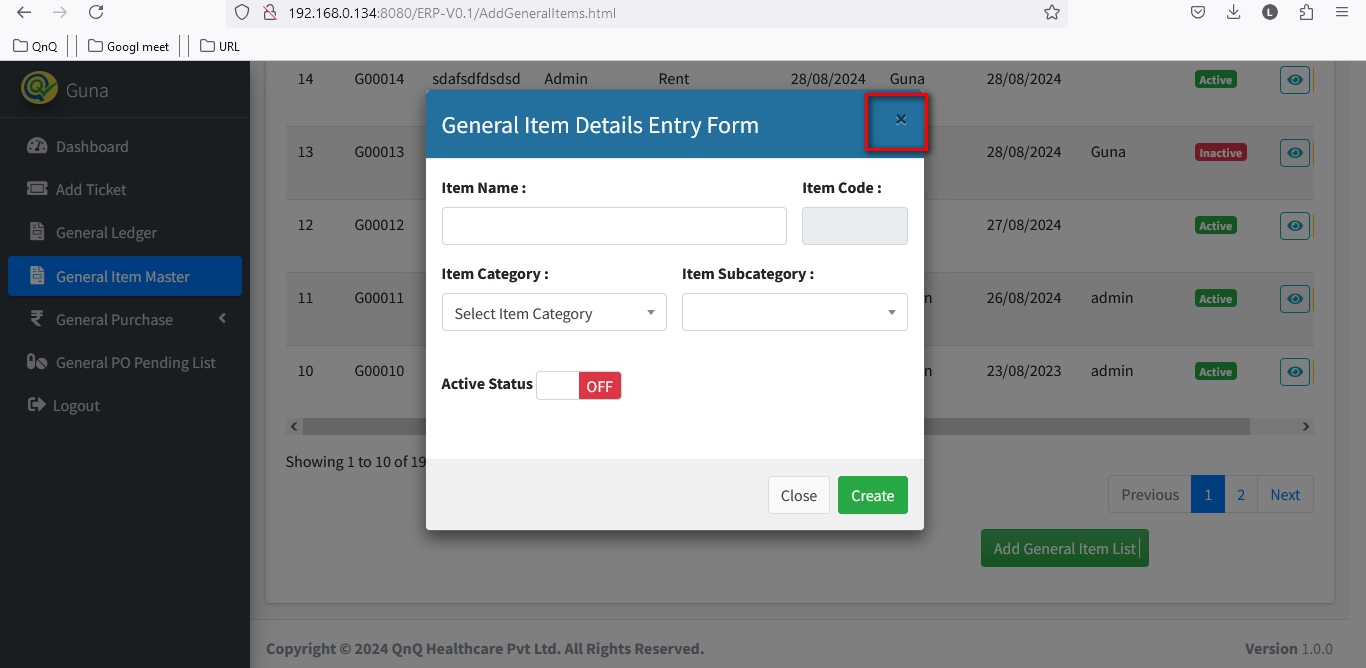 192.168.0.134:8080/ERP-V0.1/AddGeneralItems.html
L
QnQ
Googl meet
URL
Guna
Dashboard
Add Ticket
General Ledger
General Item Master
General Purchase
General PO Pending List
Logout
14 G00014 sdafsdfdsdsd Admin Rent 28/08/2024 Guna 28/08/2024 Active
13 G00013 28/08/2024 Guna Inactive
12 G00012 27/08/2024 Active
11 G00011 n 26/08/2024 admin Active
10 G00010 n 23/08/2023 admin Active
General Item Details Entry Form ×
Item Name : Item Code :
Item Category : Item Subcategory :
Select Item Category
Active Status OFF
Close Create
Showing 1 to 10 of 19
Previous 1 2 Next
Add General Item List
Copyright © 2024 QnQ Healthcare Pvt Ltd. All Rights Reserved. Version 1.0.0